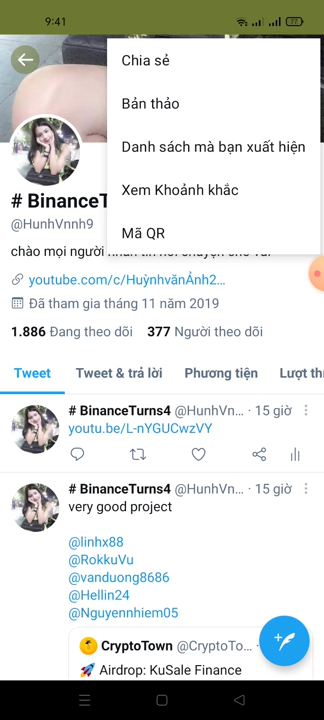 9:41
77
Chia sẻ
Bản thảo
Danh sách mà bạn xuất hiện
Xem Khoảnh khắc
Mã QR
# BinanceT
@HunhVnnh9
chào mọi người
youtube.com/c/HuỳnhvănẢnh2...
Đã tham gia tháng 11 năm 2019
1.886 Đang theo dõi 377 Người theo dõi
Tweet Tweet & trả lời Phương tiện Lượt th
# BinanceTurns4 @HunhVn... · 15 giờ
youtu.be/L-nYGUCwzVY
# BinanceTurns4 @HunhVn... · 15 giờ
very good project
@linhx88
@RokkuVu
@vanduong8686
@Hellin24
@Nguyennhiem05
CryptoTown @CryptoTo... ·
Airdrop: KuSale Finance